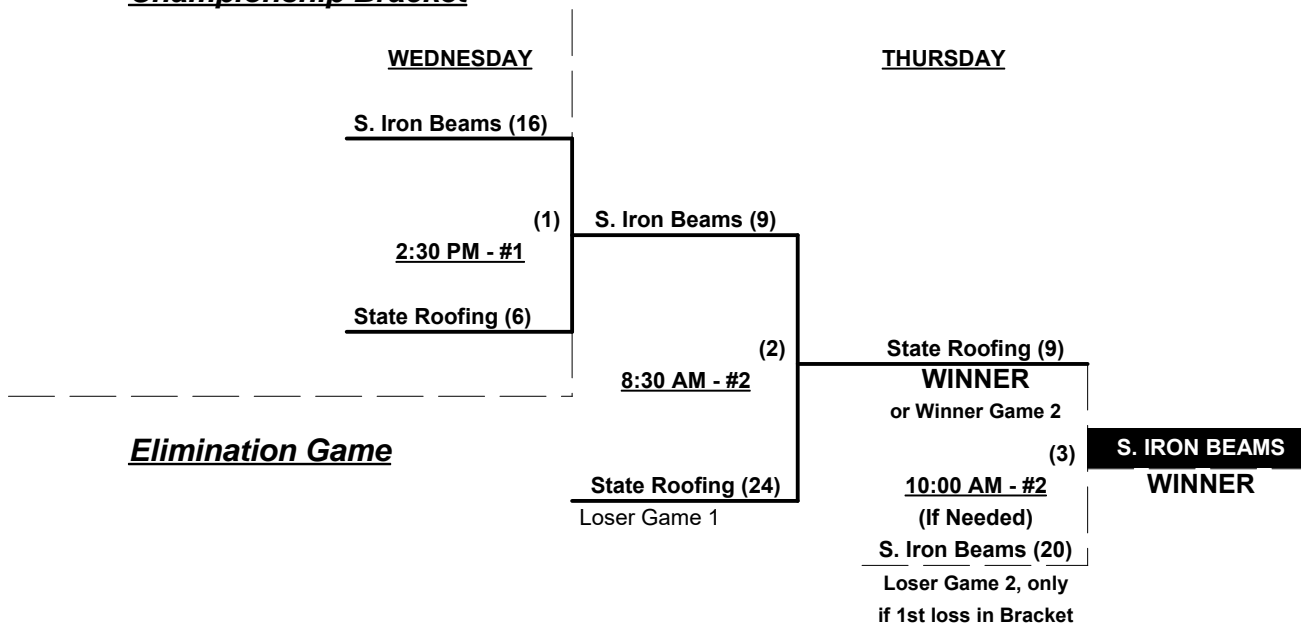 Championship Bracket
WEDNESDAY
THURSDAY
S. Iron Beams (16)
(1)
S. Iron Beams (9)
2:30 PM - #1
State Roofing (6)
(2)
State Roofing (9)
8:30 AM - #2
WINNER
or Winner Game 2
Elimination Game
(3)
S. IRON BEAMS
State Roofing (24)
10:00 AM - #2
WINNER
Loser Game 1
(If Needed)
S. Iron Beams (20)
Loser Game 2, only
if 1st loss in Bracket